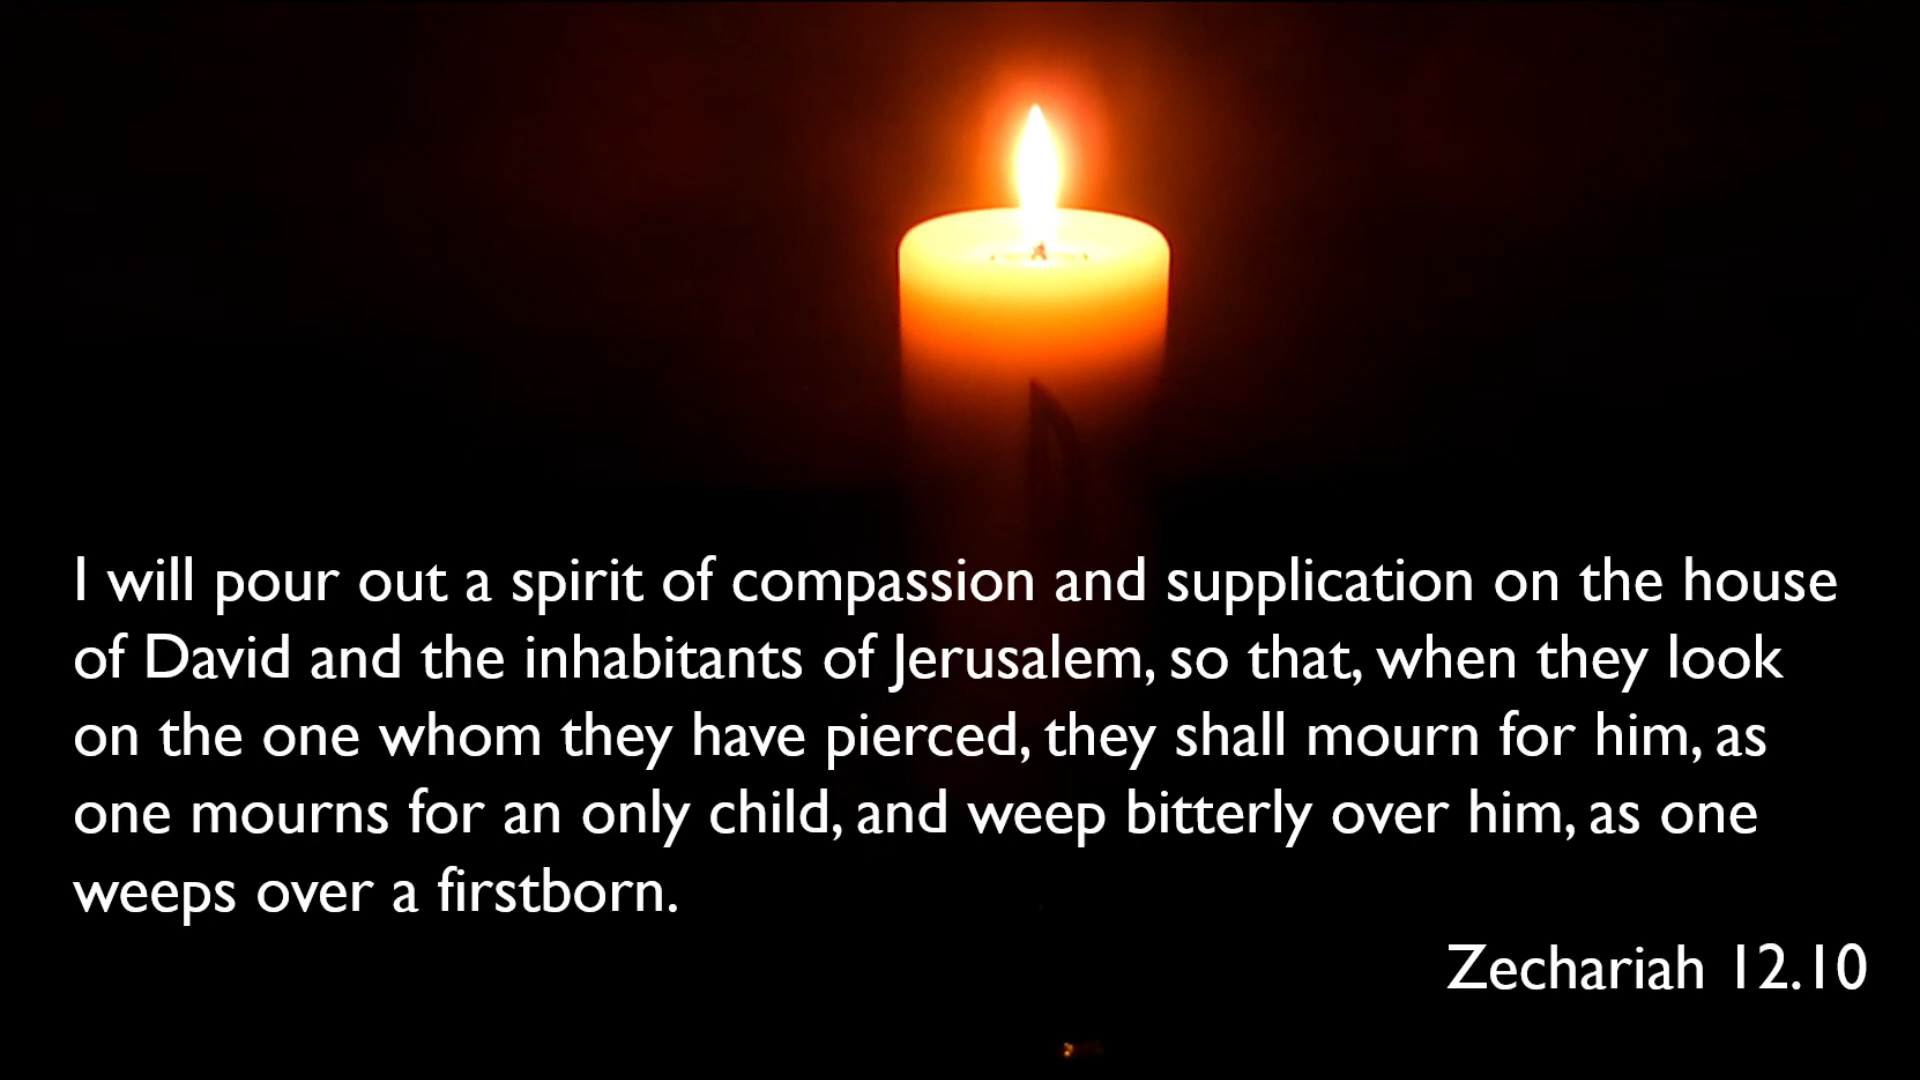 I will pour out a spirit of compassion and supplication on the house
of David and the inhabitants of Jerusalem, so that, when they look
on the one whom they have pierced, they shall mourn for him, as
one mourns for an only child, and weep bitterly over him, as one
weeps over a firstborn.
Zechariah 12.10